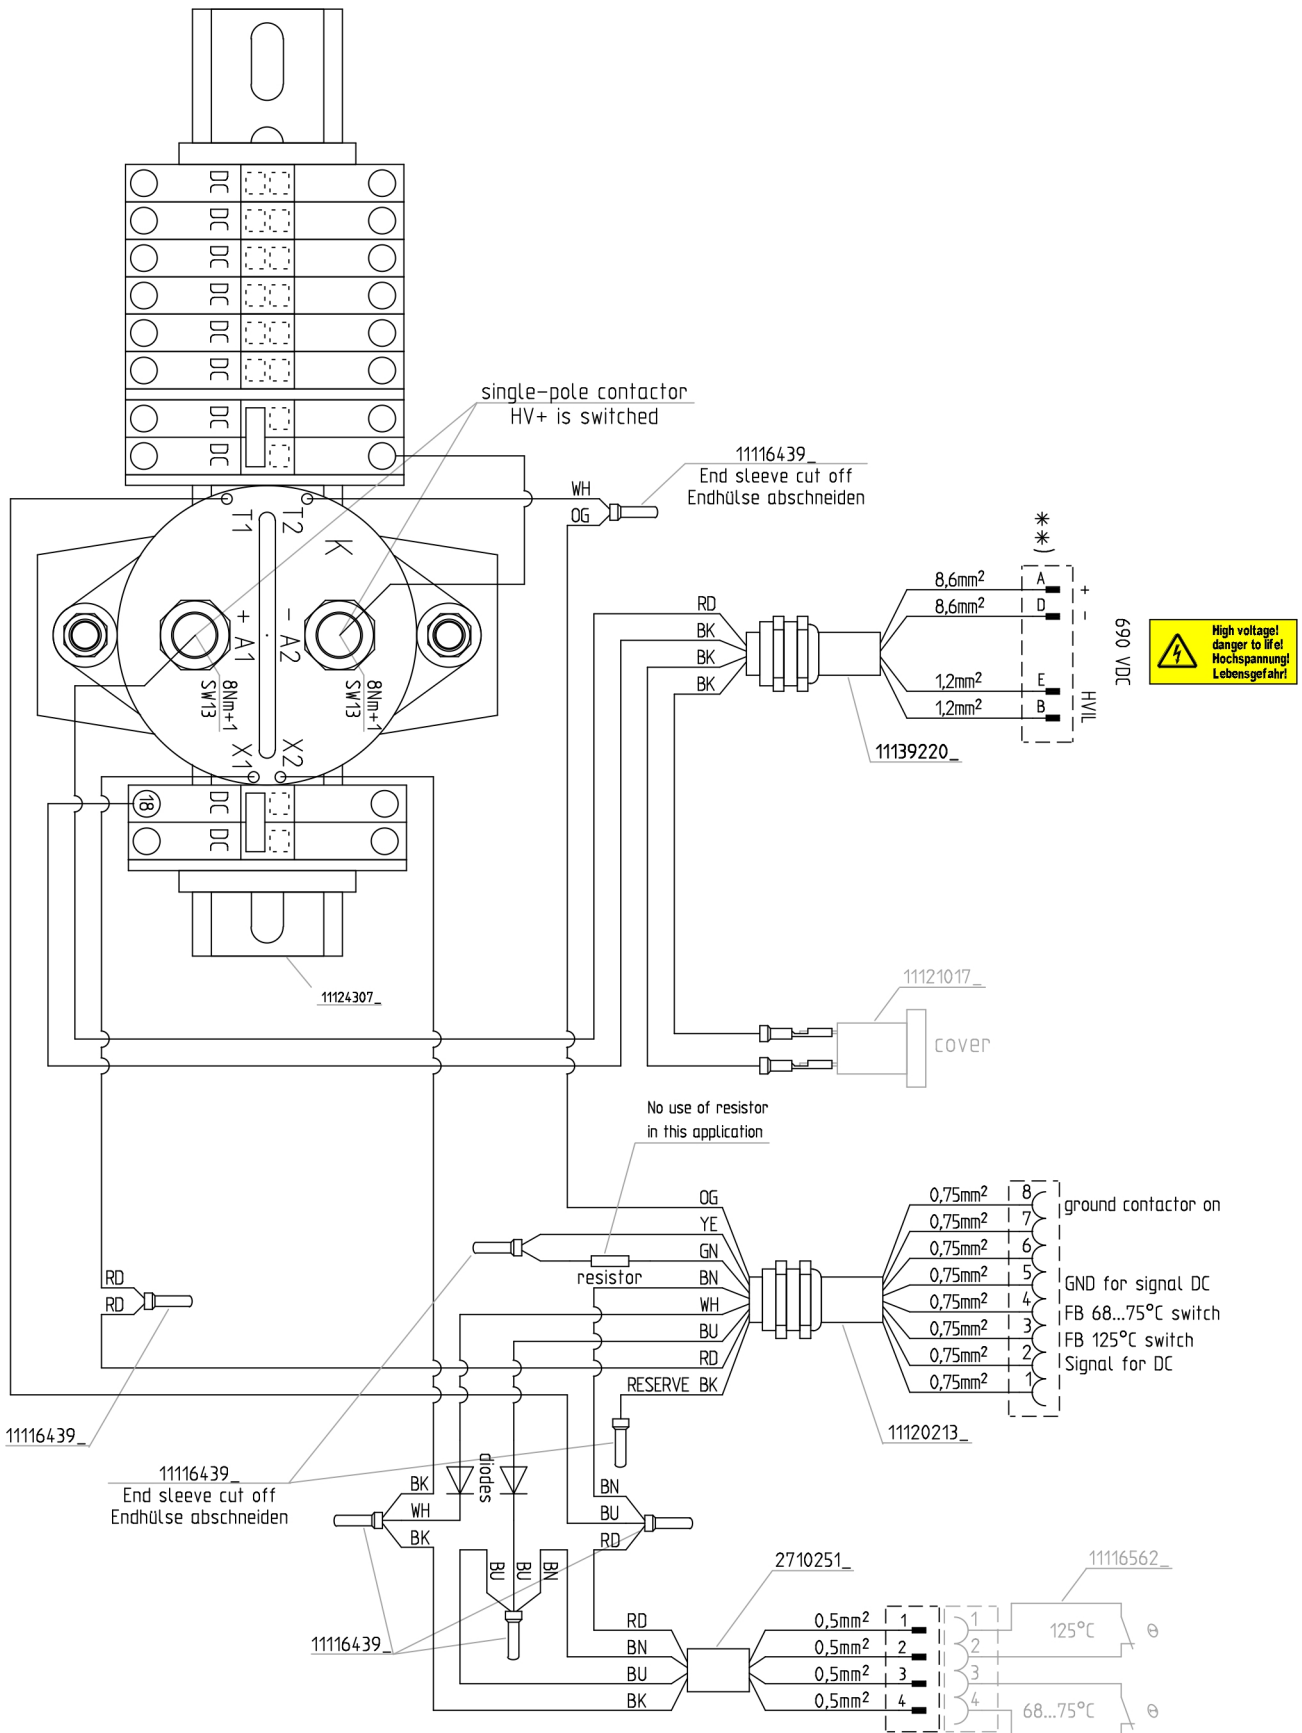 DC
DC
DC
DC
DC
DC
DC
DC
single-pole contactor
HV+ is switched
11116439_
End sleeve cut off
Endhülse abschneiden
WH
OG
T1
T2
K
+
A1
-
A2
8Nm+1
SW13
8Nm+1
SW13
X1
X2
18
DC
DC
11124307_
RD
BK
BK
BK
11139220_
8,6mm²
8,6mm²
1,2mm²
1,2mm²
**)
A
D
E
B
+
-
690 VDC
HVIL
High voltage!
danger to life!
Hochspannung!
Lebensgefahr!
11121017_
cover
No use of resistor
in this application
resistor
OG
YE
GN
BN
WH
BU
RD
RESERVE BK
11120213_
0,75mm²
0,75mm²
0,75mm²
0,75mm²
0,75mm²
0,75mm²
0,75mm²
0,75mm²
8
7
6
5
4
3
2
1
ground contactor on
GND for signal DC
FB 68...75°C switch
FB 125°C switch
Signal for DC
RD
RD
11116439_
11116439_
End sleeve cut off
Endhülse abschneiden
BK
WH
BK
diodes
BU
BU
BN
11116439_
BN
BU
RD
2710251_
RD
BN
BU
BK
0,5mm²
0,5mm²
0,5mm²
0,5mm²
1
2
3
4
1
2
3
4
11116562_
125°C
θ
68...75°C
θ